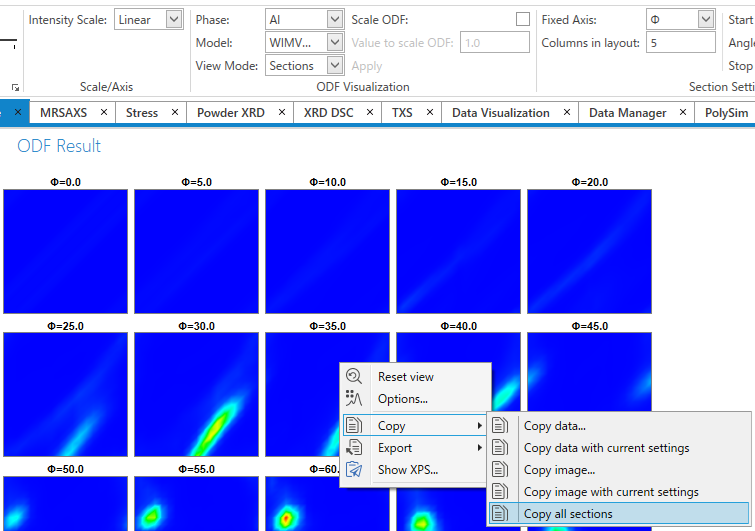 Intensity Scale: Linear Phase: Al Scale ODF: Fixed Axis: Φ Start
Model: WIMV... Value to scale ODF: 1.0 Columns in layout: 5 Angle
View Mode: Sections Apply Stop
Scale/Axis ODF Visualization Section Setti
MRSAXS × Stress × Powder XRD × XRD DSC × TXS × Data Visualization × Data Manager × PolySim
ODF Result
Φ=0.0 Φ=5.0 Φ=10.0 Φ=15.0 Φ=20.0
Φ=25.0 Φ=30.0 Φ=35.0 Φ=40.0 Φ=45.0
Reset view
Options...
Copy
Export
Show XPS...
Copy data...
Copy data with current settings
Copy image...
Copy image with current settings
Copy all sections
Φ=50.0 Φ=55.0 Φ=60.